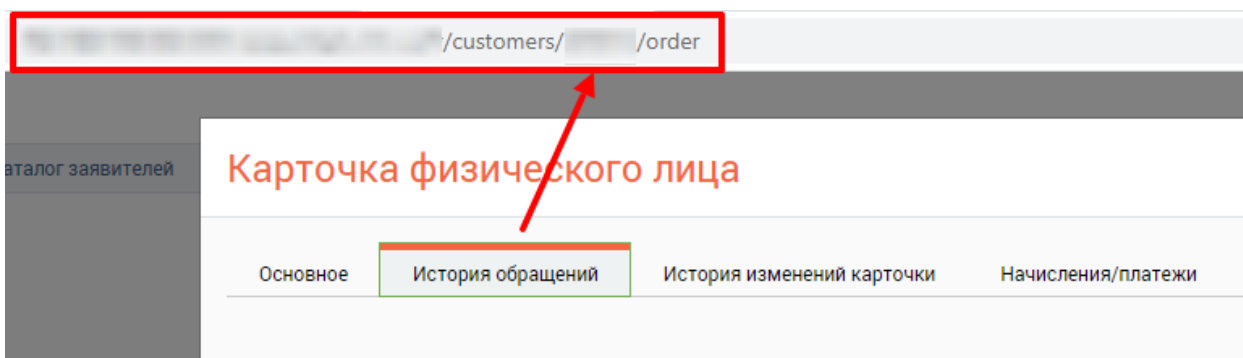 /customers/ /order
аталог заявителей
Карточка физического лица
Основное История обращений История изменений карточки Начисления/платежи